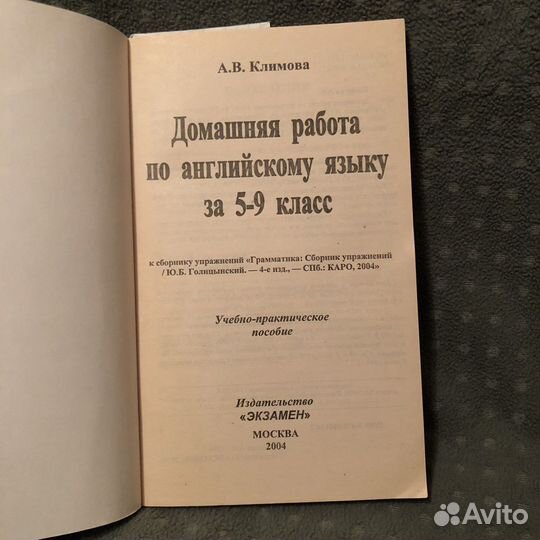 А.В. Климова
Домашняя работа
по английскому языку
за 5-9 класс
к сборнику упражнений «Грамматика: Сборник упражнений
/ Ю.Б. Голицынский. — 4-е изд., — СПб.: КАРО, 2004»
Учебно-практическое
пособие
Издательство
«ЭКЗАМЕН»
МОСКВА
2004
Avito